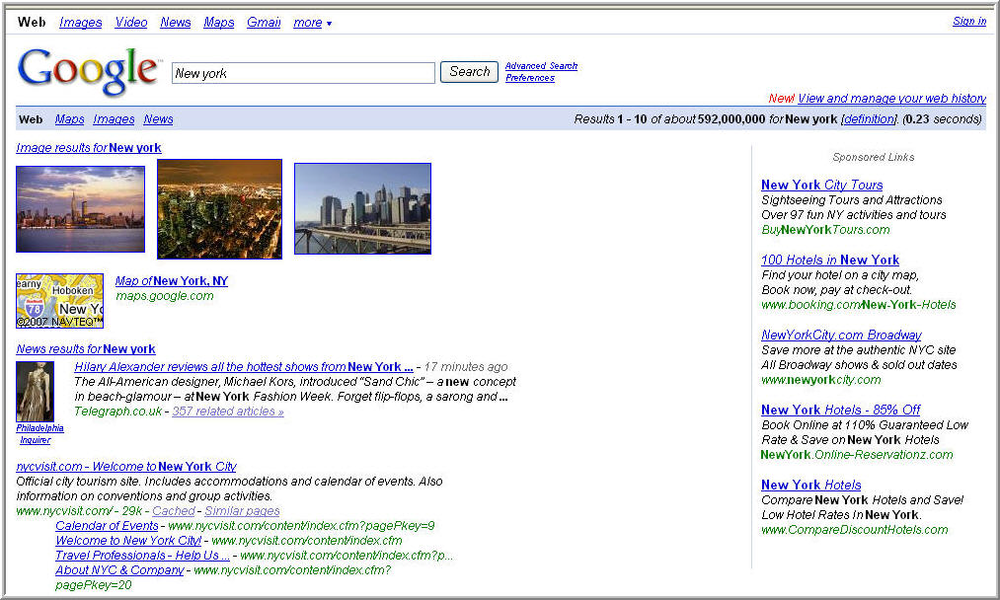 Web Images Video News Maps Gmail more ▼ Sign in
Google™
New york Search Advanced Search
Preferences
New! View and manage your web history
Web Maps Images News Results 1 - 10 of about 592,000,000 for New york [definition]. (0.23 seconds)
Image results for New york
Map of New York, NY
maps.google.com
earny
Hoboken
78
New Yo
©2007 NAVTEQ™
News results for New york
Hilary Alexander reviews all the hottest shows from New York ... - 17 minutes ago
The All-American designer, Michael Kors, introduced “Sand Chic” – a new concept
in beach-glamour – at New York Fashion Week. Forget flip-flops, a sarong and ...
Telegraph.co.uk - 357 related articles »
Philadelphia
Inquirer
nycvisit.com - Welcome to New York City
Official city tourism site. Includes accommodations and calendar of events. Also
information on conventions and group activities.
www.nycvisit.com/ - 29k - Cached - Similar pages
Calendar of Events - www.nycvisit.com/content/index.cfm?pagePkey=9
Welcome to New York City! - www.nycvisit.com/content/index.cfm
Travel Professionals - Help Us ... - www.nycvisit.com/content/index.cfm?p...
About NYC & Company - www.nycvisit.com/content/index.cfm?
pagePkey=20
Sponsored Links
New York City Tours
Sightseeing Tours and Attractions
Over 97 fun NY activities and tours
BuyNewYorkTours.com
100 Hotels in New York
Find your hotel on a city map,
Book now, pay at check-out.
www.booking.com/New-York-Hotels
NewYorkCity.com Broadway
Save more at the authentic NYC site
All Broadway shows & sold out dates
www.newyorkcity.com
New York Hotels - 85% Off
Book Online at 110% Guaranteed Low
Rate & Save on New York Hotels
NewYork.Online-Reservationz.com
New York Hotels
Compare New York Hotels and Save!
Low Hotel Rates In New York.
www.CompareDiscountHotels.com